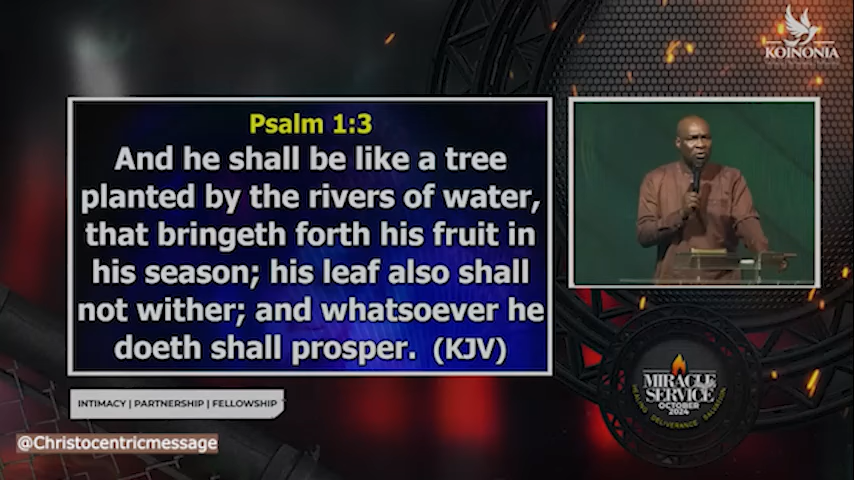 Psalm 1:3
And he shall be like a tree
planted by the rivers of water,
that bringeth forth his fruit in
his season; his leaf also shall
not wither; and whatsoever he
doeth shall prosper. (KJV)
KOINONIA
INTIMACY | PARTNERSHIP | FELLOWSHIP
MIRACLE
SERVICE
OCTOBER
2024
HEALING DELIVERANCE SALVATION
@Christocentricmessage